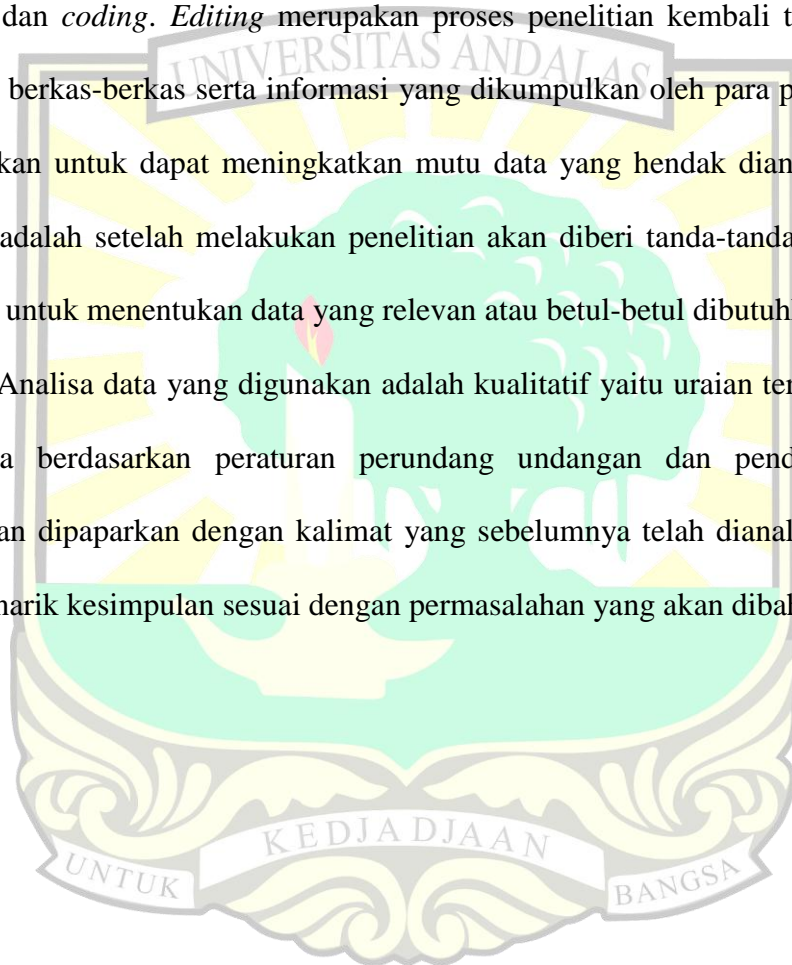 dan coding. Editing merupakan proses penelitian kembali t
UNIVERSITAS ANDALAS
berkas-berkas serta informasi yang dikumpulkan oleh para p
kan untuk dapat meningkatkan mutu data yang hendak dian
adalah setelah melakukan penelitian akan diberi tanda-tanda
untuk menentukan data yang relevan atau betul-betul dibutuh
Analisa data yang digunakan adalah kualitatif yaitu uraian ter
a berdasarkan peraturan perundang undangan dan pend
an dipaparkan dengan kalimat yang sebelumnya telah dianal
narik kesimpulan sesuai dengan permasalahan yang akan dibah
UNTUK KEDJADJAAN BANGSA